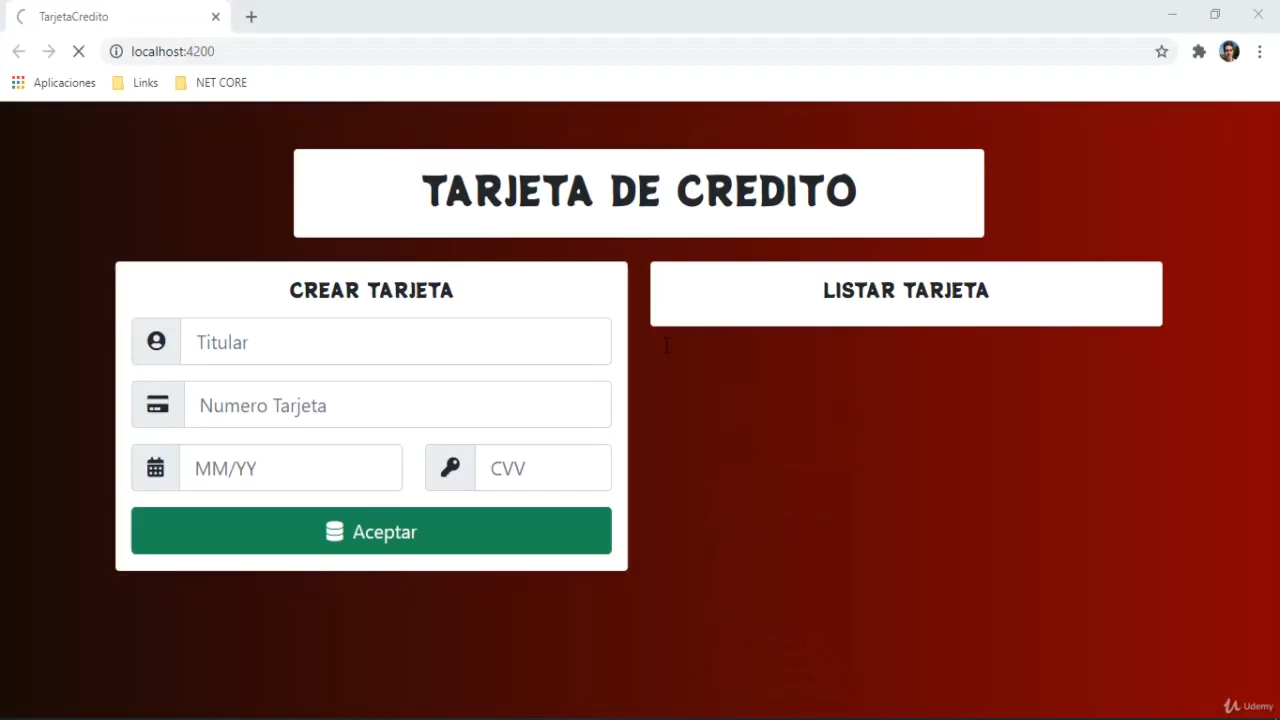 TarjetaCredito
localhost:4200
Aplicaciones Links NET CORE
TARJETA DE CREDITO
CREAR TARJETA
Titular
Numero Tarjeta
MM/YY CVV
Aceptar
LISTAR TARJETA
Udemy